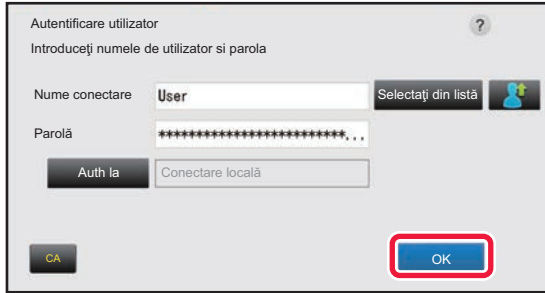 Autentificare utilizator
?
Introduceţi numele de utilizator si parola
Nume conectare User Selectaţi din listă
Parolă **************************...
Auth la Conectare locală
CA OK